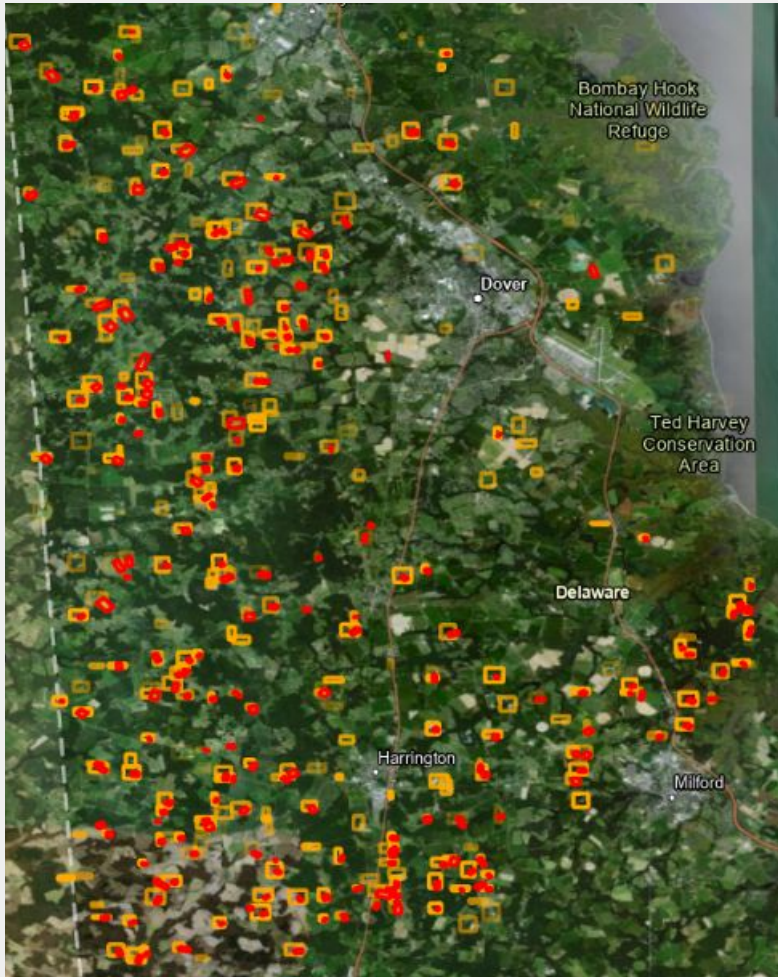 Bombay Hook
National Wildlife
Refuge
Dover
Ted Harvey
Conservation
Area
Delaware
Harrington
Milford